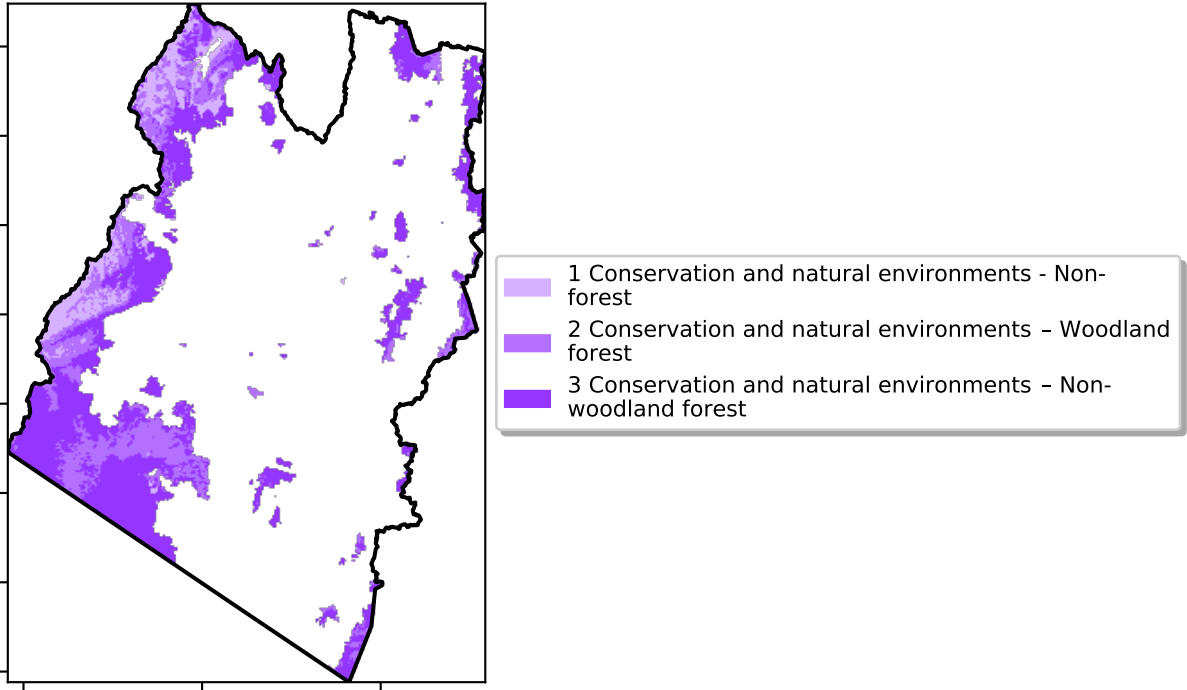 1 Conservation and natural environments - Non-
forest
2 Conservation and natural environments – Woodland
forest
3 Conservation and natural environments – Non-
woodland forest